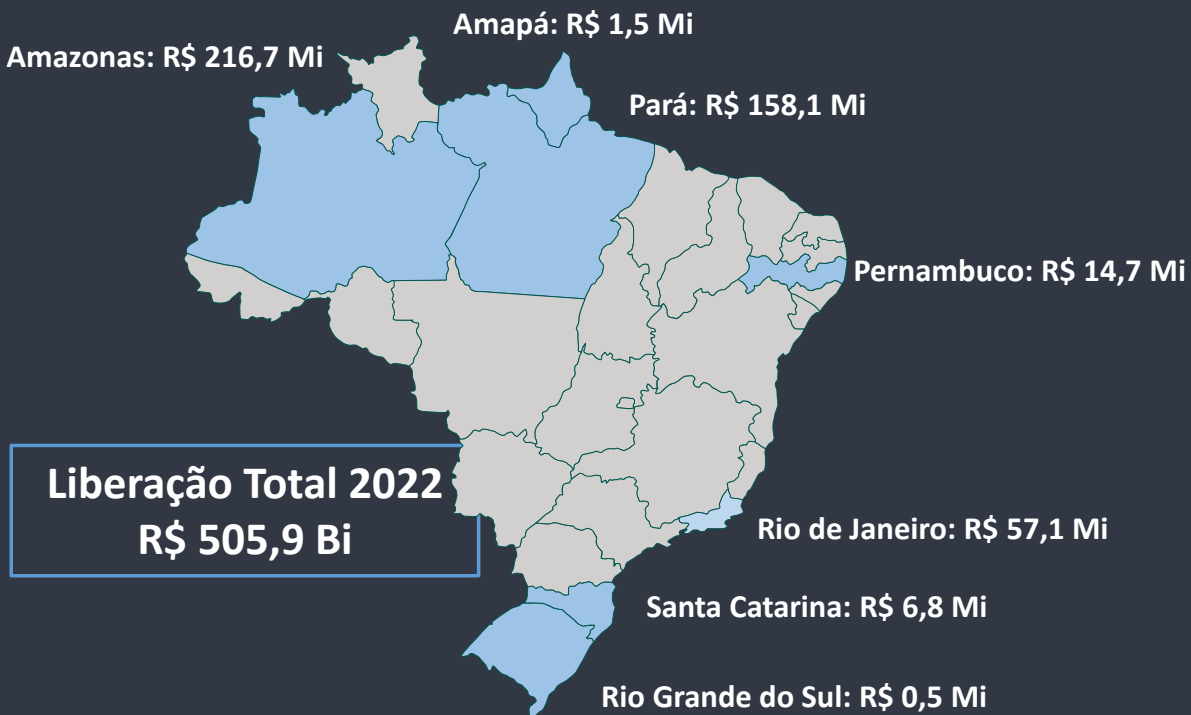 Amapá: R$ 1,5 Mi
Amazonas: R$ 216,7 Mi
Pará: R$ 158,1 Mi
Pernambuco: R$ 14,7 Mi
Liberação Total 2022
R$ 505,9 Bi
Rio de Janeiro: R$ 57,1 Mi
Santa Catarina: R$ 6,8 Mi
Rio Grande do Sul: R$ 0,5 Mi